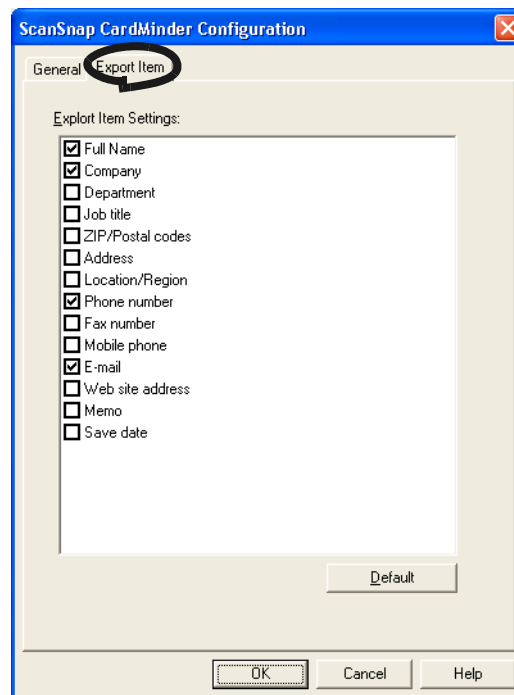 ScanSnap CardMinder Configuration
General Export Item
Explort Item Settings:
Full Name
Company
Department
Job title
ZIP/Postal codes
Address
Location/Region
Phone number
Fax number
Mobile phone
E-mail
Web site address
Memo
Save date
Default
OK Cancel Help